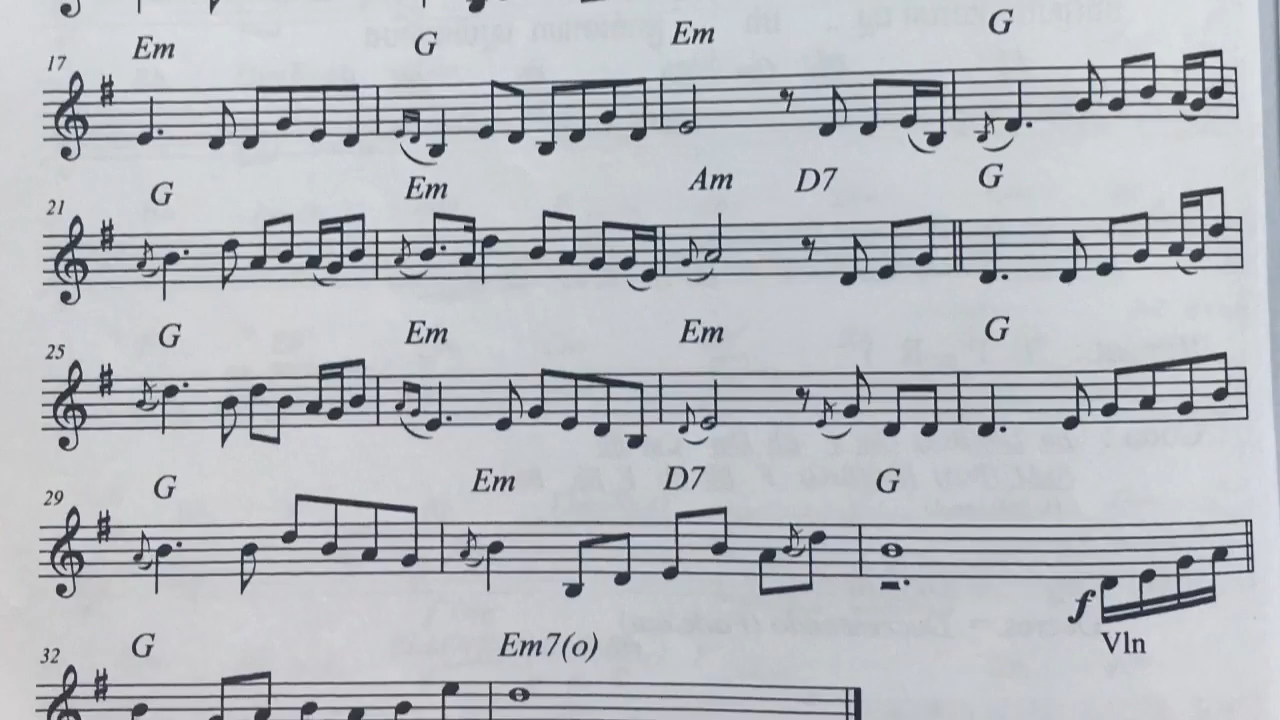 Em G Em G
17
G Em Am D7 G
21
G Em Em G
25
G Em D7 G
29
f
Vln
G Em7(o)
32